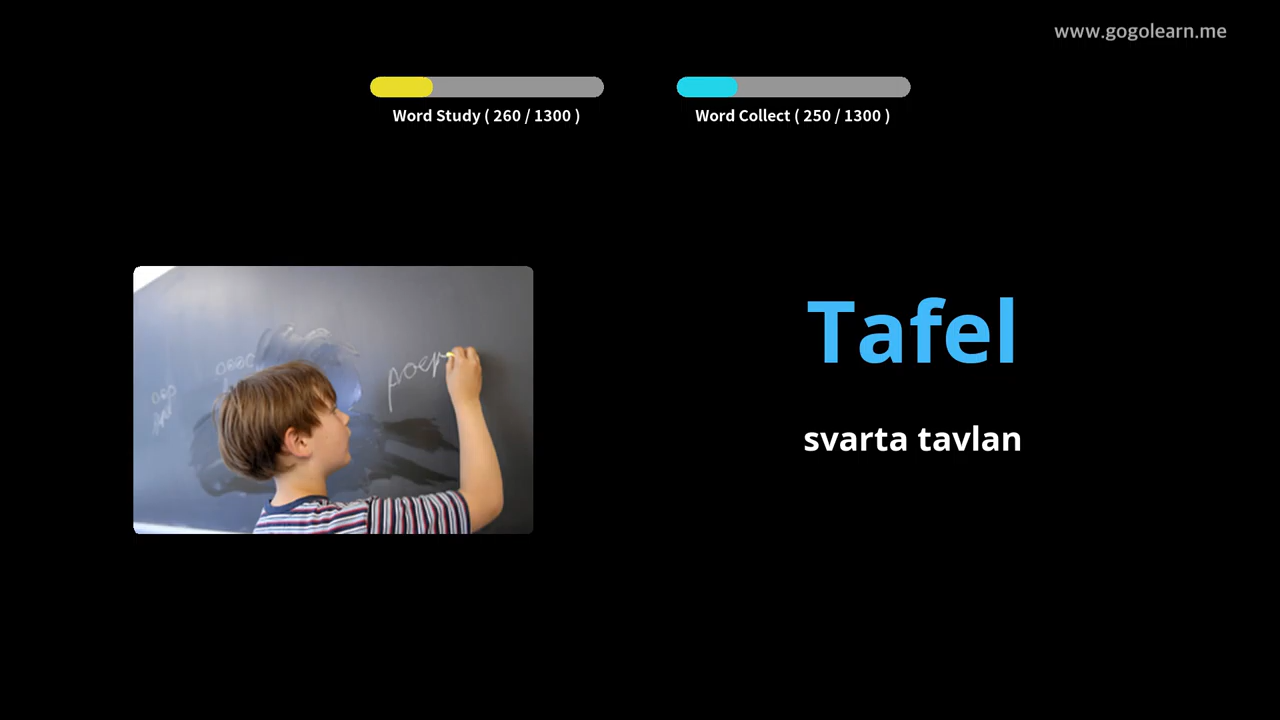 www.gogolearn.me
Word Study ( 260 / 1300 )
Word Collect ( 250 / 1300 )
Tafel
svarta tavlan